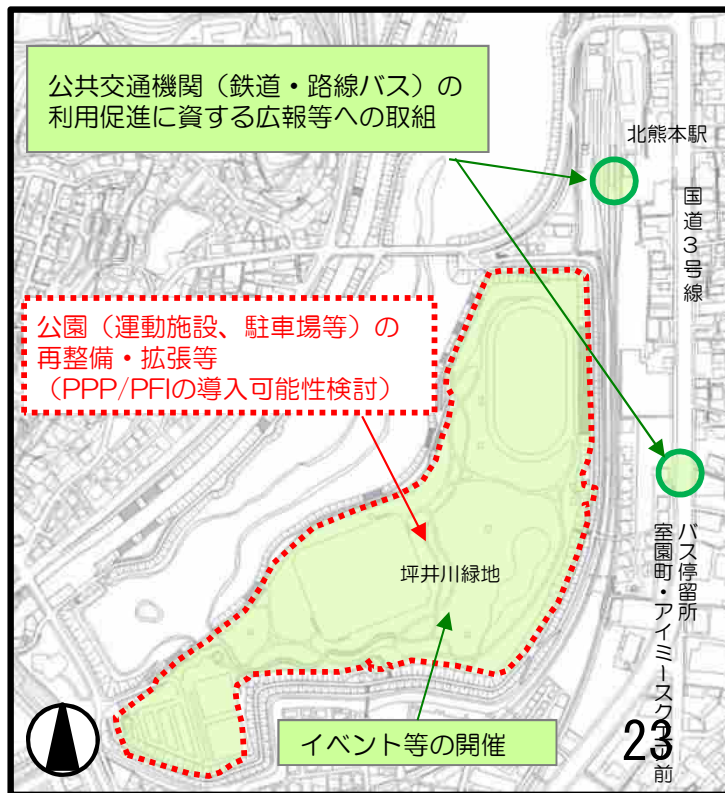 公共交通機関（鉄道・路線バス）の
利用促進に資する広報等への取組
北熊本駅
国道３号線
公園（運動施設、駐車場等）の
再整備・拡張等
（PPP/PFIの導入可能性検討）
バス停留所
室園町・アイミースクエア前
坪井川緑地
イベント等の開催
23